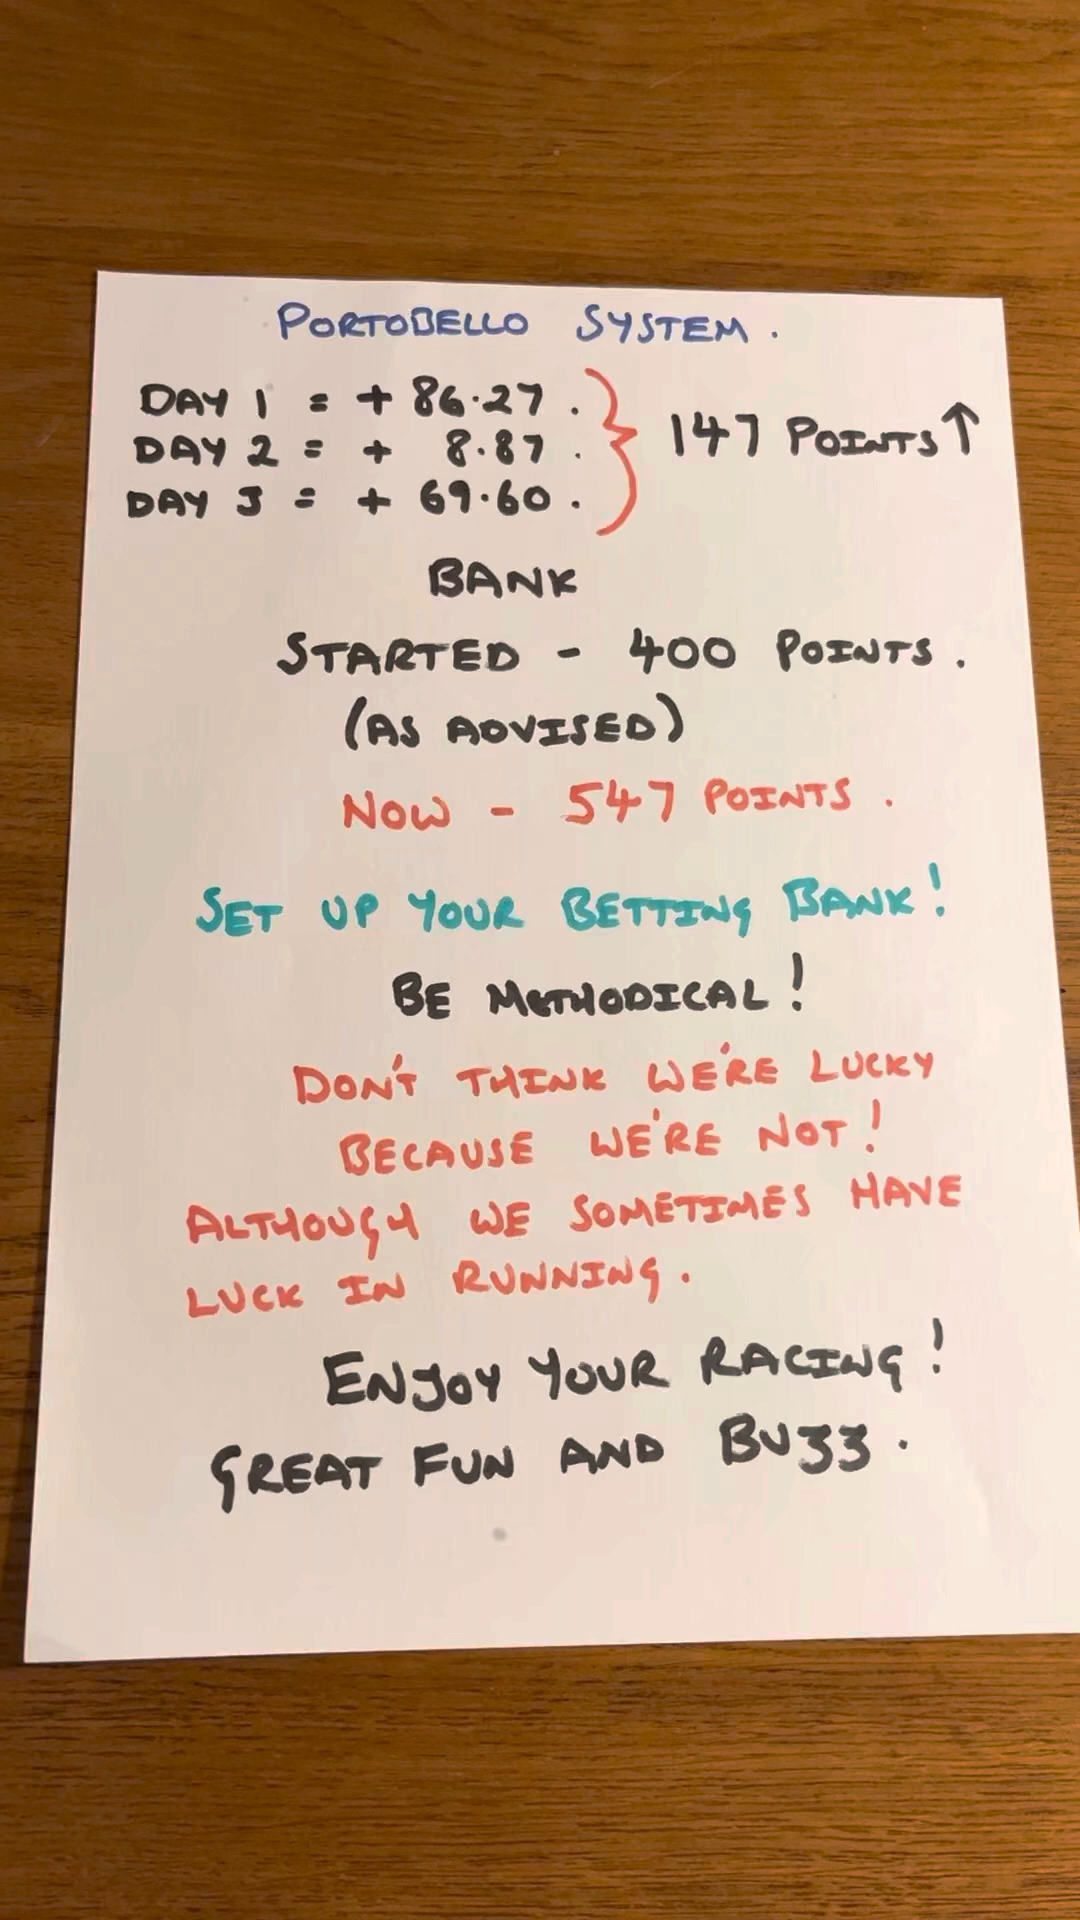 PORTOBELLO SYSTEM.
DAY 1 = + 86.27.
DAY 2 = + 8.87.
DAY 3 = + 69.60.
147 POINTS ↑
BANK
STARTED - 400 POINTS.
(AS ADVISED)
NOW - 547 POINTS.
SET UP YOUR BETTING BANK!
BE METHODICAL!
DON'T THINK WE'RE LUCKY
BECAUSE WE'RE NOT!
ALTHOUGH WE SOMETIMES HAVE
LUCK IN RUNNING.
ENJOY YOUR RACING!
GREAT FUN AND BUZZ.